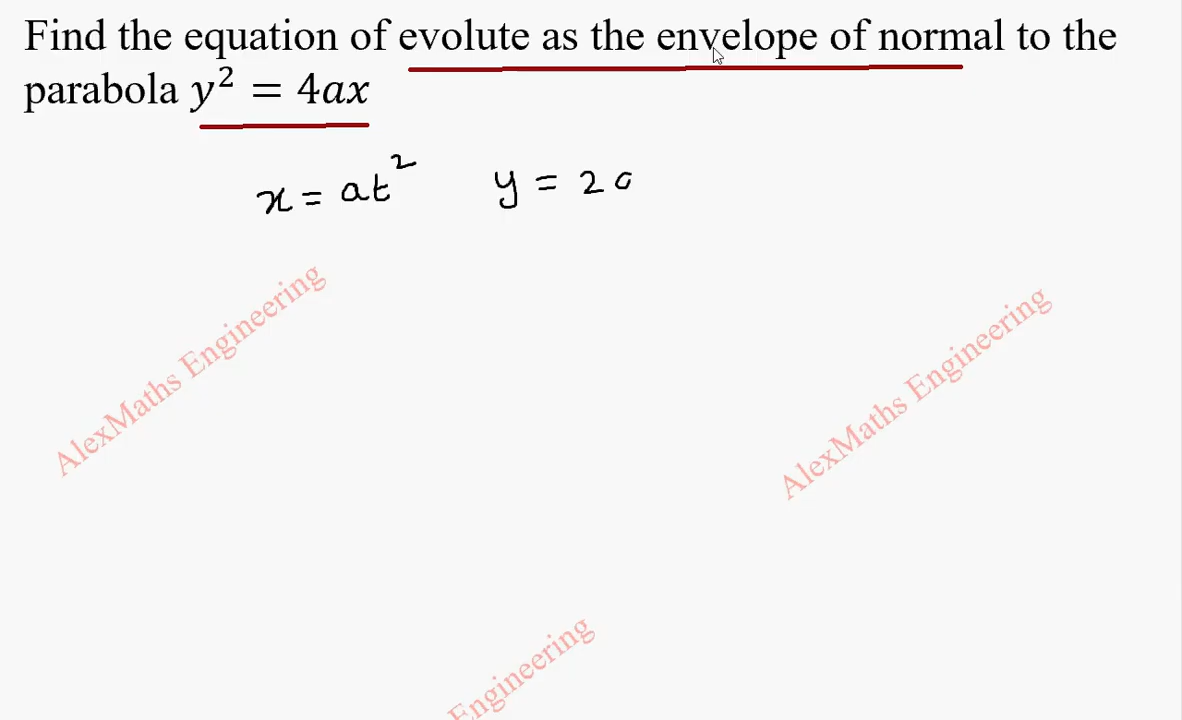 Find the equation of evolute as the envelope of normal to the
parabola y² = 4ax
x = at² y = 2a
AlexMaths Engineering
AlexMaths Engineering
Engineering